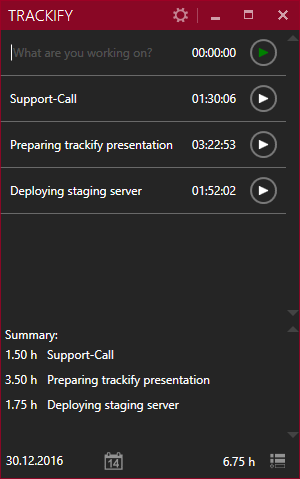 TRACKIFY
What are you working on? 00:00:00
Support-Call 01:30:06
Preparing trackify presentation 03:22:53
Deploying staging server 01:52:02
Summary:
1.50 h Support-Call
3.50 h Preparing trackify presentation
1.75 h Deploying staging server
30.12.2016 14 6.75 h